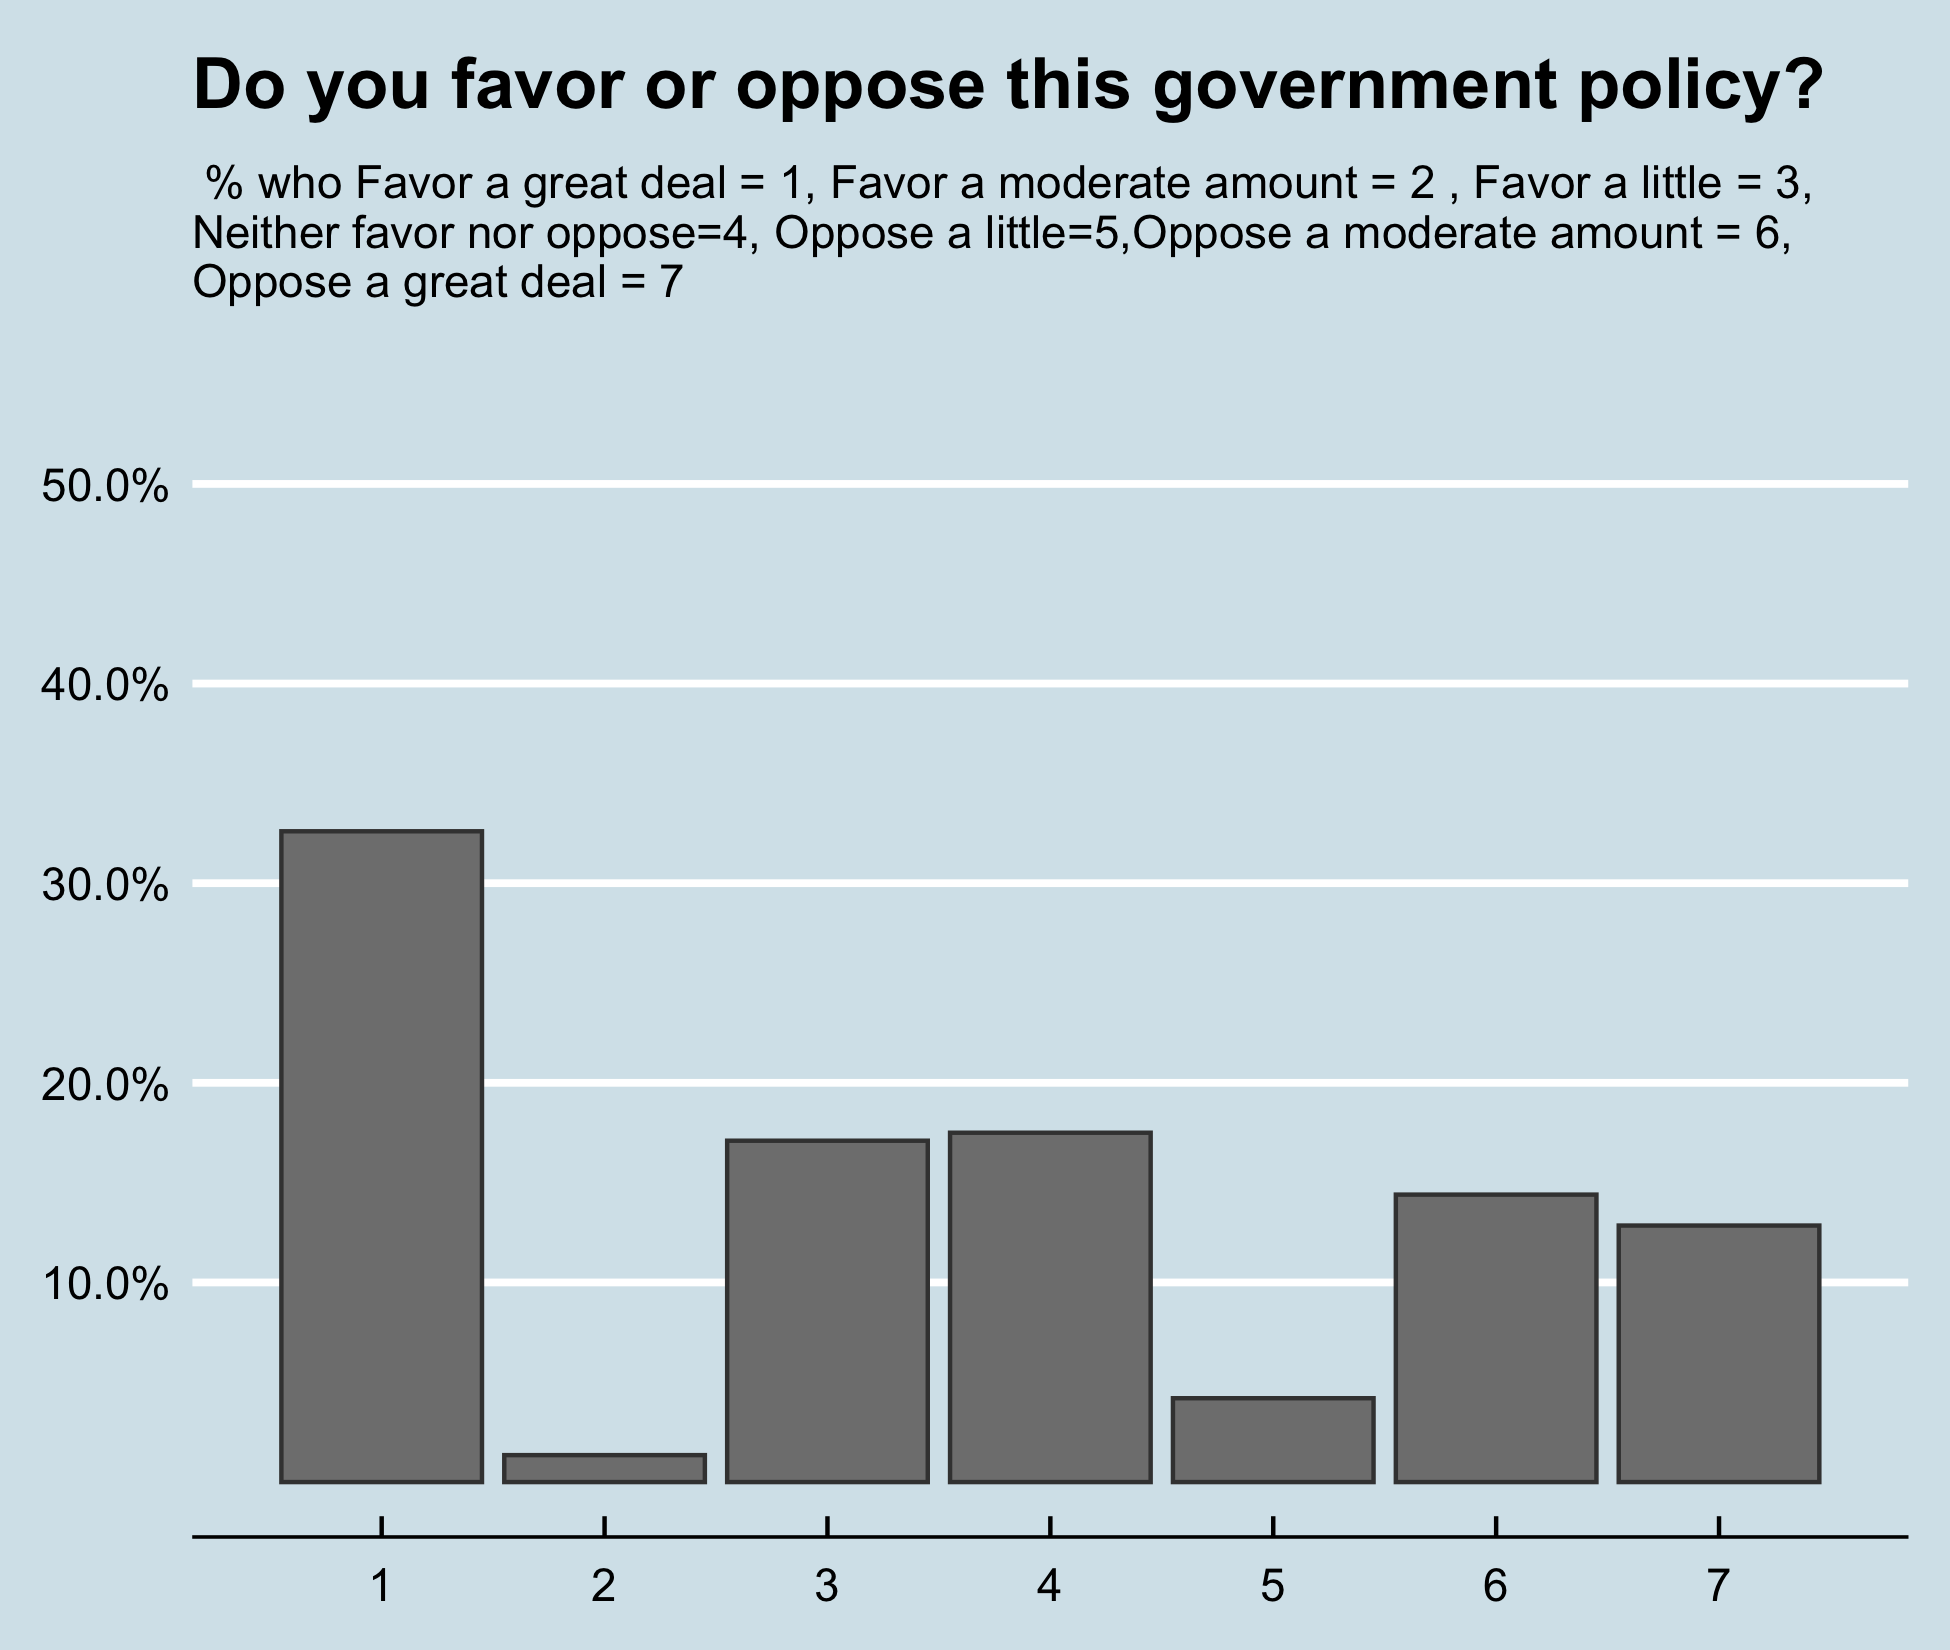 Do you favor or oppose this government policy?
% who Favor a great deal = 1, Favor a moderate amount = 2 , Favor a little = 3,
Neither favor nor oppose=4, Oppose a little=5,Oppose a moderate amount = 6,
Oppose a great deal = 7
50.0%
40.0%
30.0%
20.0%
10.0%
1 2 3 4 5 6 7